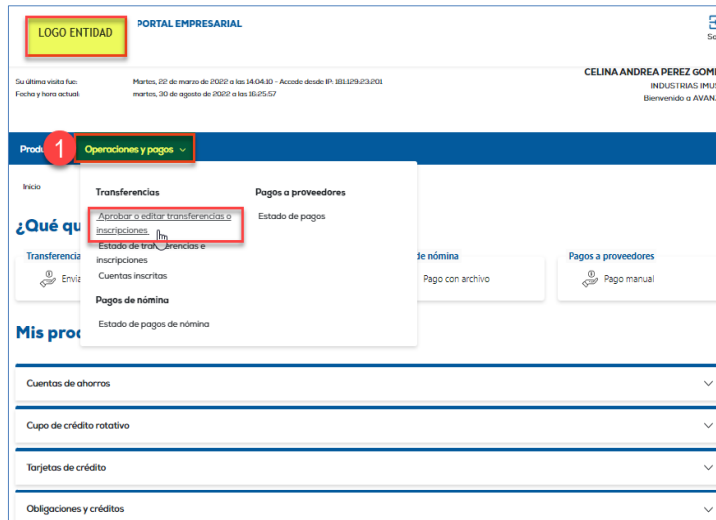 LOGO ENTIDAD
PORTAL EMPRESARIAL
Su última visita fue: Martes, 22 de marzo de 2022 a las 14:04:10 - Accede desde IP: 181.129.23.201
Fecha y hora actual: martes, 30 de agosto de 2022 a las 16:25:57
CELINA ANDREA PEREZ GOM
INDUSTRIAS IMUS
Bienvenido a AVAN
Produ 1 Operaciones y pagos
Inicio
Transferencias Pagos a proveedores
Aprobar o editar transferencias o Estado de pagos
inscripciones
¿Qué qu
Estado de transferencias e
inscripciones
Cuentas inscritas
Transferencia de nómina Pagos a proveedores
Envia Pago con archivo Pago manual
Pagos de nómina
Estado de pagos de nómina
Mis prod
Cuentas de ahorros
Cupo de crédito rotativo
Tarjetas de crédito
Obligaciones y créditos